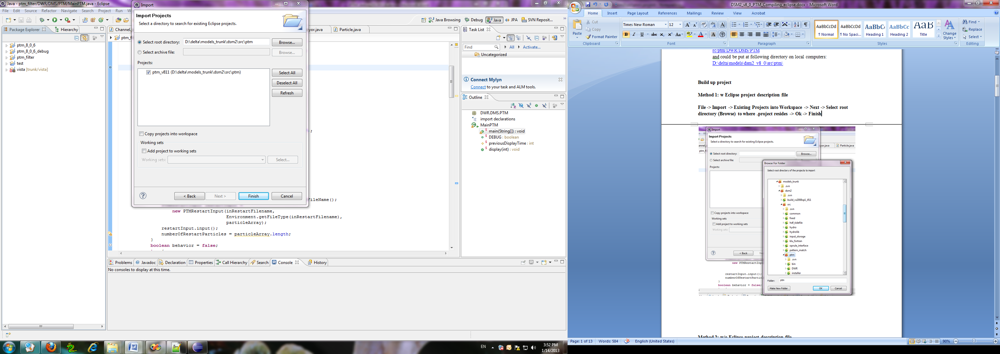 Java - ptm_filter/DWR/DMS/PTM/MainPTM.java - Eclipse
File Edit Source Refactor Navigate Search Project Run W
Java Browsing Debug Java JPA SVN Reposit...
Package Explorer Hierarchy
ptm_8_0_6
ptm_8_0_6_debug
ptm_filter
test
vista [trunk/vista]
Import
Import Projects
Select a directory to search for existing Eclipse projects.
Select root directory: D:\delta\models_trunk\dsm2\src\ptm Browse...
Select archive file: Browse...
Projects:
ptm_v811 (D:\delta\models_trunk\dsm2\src\ptm)
Select All
Deselect All
Refresh
Copy projects into workspace
Working sets
Add project to working sets
Working sets: Select...
< Back Next > Finish Cancel
Channel. yor.java Particle.java
ptm_f
;
FileName();
new PTMRestartInput(inRestartFilename,
Environment.getFileType(inRestartFilename),
particleArray);
restartInput.input();
numberOfRestartParticles = particleArray.length;
}
boolean behavior = false;
Task List
Find All Activate...
Uncategorized
Connect Mylyn
Connect to your task and ALM tools.
Outline
DWR.DMS.PTM
import declarations
MainPTM
main(String[]) : void
DEBUG : boolean
previousDisplayTime : int
display(int) : void
Problems Javadoc Declaration Properties Call Hierarchy Search Console History
No consoles to display at this time.
EN
3:52 PM
1/14/2013
DSM2_v8_0_PTM_Compiling_eclipse.docx - Microsoft Word
Home Insert Page Layout References Mailings Review View Acrobat
Paste
Cut
Copy
Format Painter
Clipboard
Times New Roman 12
Font
Paragraph
AaBbCcDd AaBbCcDd AaBbC AaBbCc AaB
¶ Normal ¶ No Spaci... Heading 1 Heading 2 Title
Change Styles
Styles
Find
Replace
Select
Editing
rc/ptm/DWR/DMS/PTM
and could be put at following directory on local computers:
D:\delta\models\dsm2_v8_0\src\ptm\
Build up project
Method 1: w Eclipse project description file
File -> Import -> Existing Projects into Workspace -> Next -> Select root
directory (Browse) to where .project resides -> Ok -> Finish
Import
Import Projects
Select a directory to search for existing Eclipse projects.
hannel. yor.java Particle.java
ptm_f
Select root directory: Browse...
Select archive file:
Projects:
Copy projects into workspace
Working sets
Add project to working sets
Working sets:
< Back Ne
Browse For Folder
Select root directory of the projects to import
models_trunk
.svn
dsm2
.svn
build_vs2008sp1_if11
src
.svn
common
fixed
hdf_tidefile
hydro
hydrolib
input_storage
klu_fortran
oprule_interface
pattern_match
ptm
.svn
bin
DWR
installer
Folder: ptm
Make New Folder OK Cancel
new PTMRestartInpu
restartInput.input();
numberOfRestartPartic
}
boolean behavior = false;
Method 2: w/o Eclipse project description file
Page: 1 of 13 Words: 584 English (United States) 90%